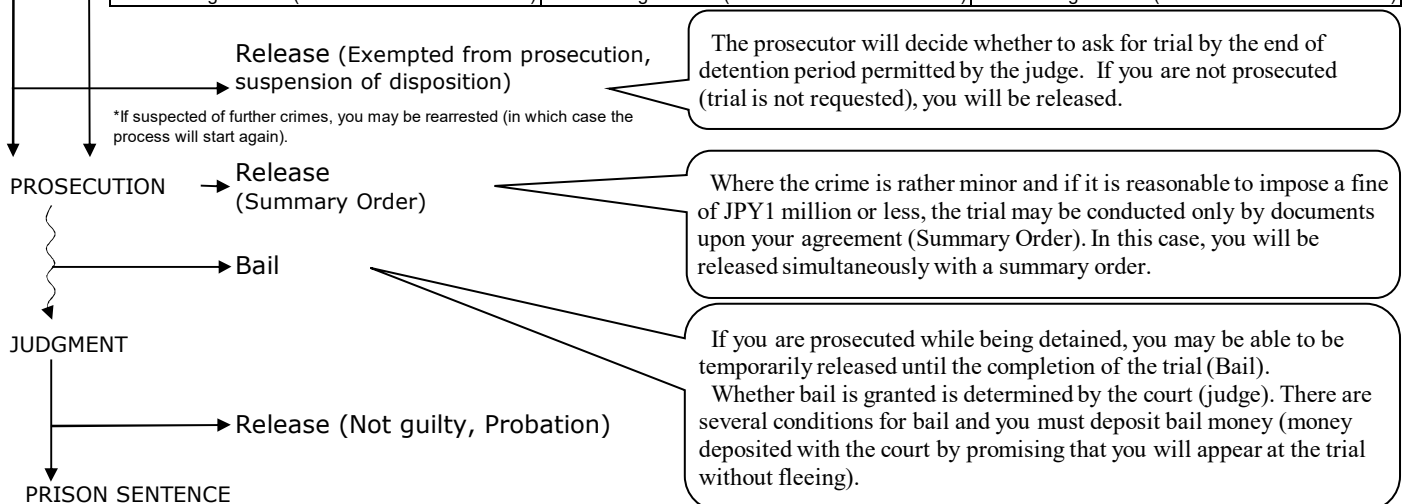 Release (Exempted from prosecution,
suspension of disposition)
The prosecutor will decide whether to ask for trial by the end of
detention period permitted by the judge. If you are not prosecuted
(trial is not requested), you will be released.
*If suspected of further crimes, you may be rearrested (in which case the
process will start again).
PROSECUTION
Release
(Summary Order)
Where the crime is rather minor and if it is reasonable to impose a fine
of JPY1 million or less, the trial may be conducted only by documents
upon your agreement (Summary Order). In this case, you will be
released simultaneously with a summary order.
Bail
JUDGMENT
If you are prosecuted while being detained, you may be able to be
temporarily released until the completion of the trial (Bail).
Whether bail is granted is determined by the court (judge). There are
several conditions for bail and you must deposit bail money (money
deposited with the court by promising that you will appear at the trial
without fleeing).
Release (Not guilty, Probation)
PRISON SENTENCE